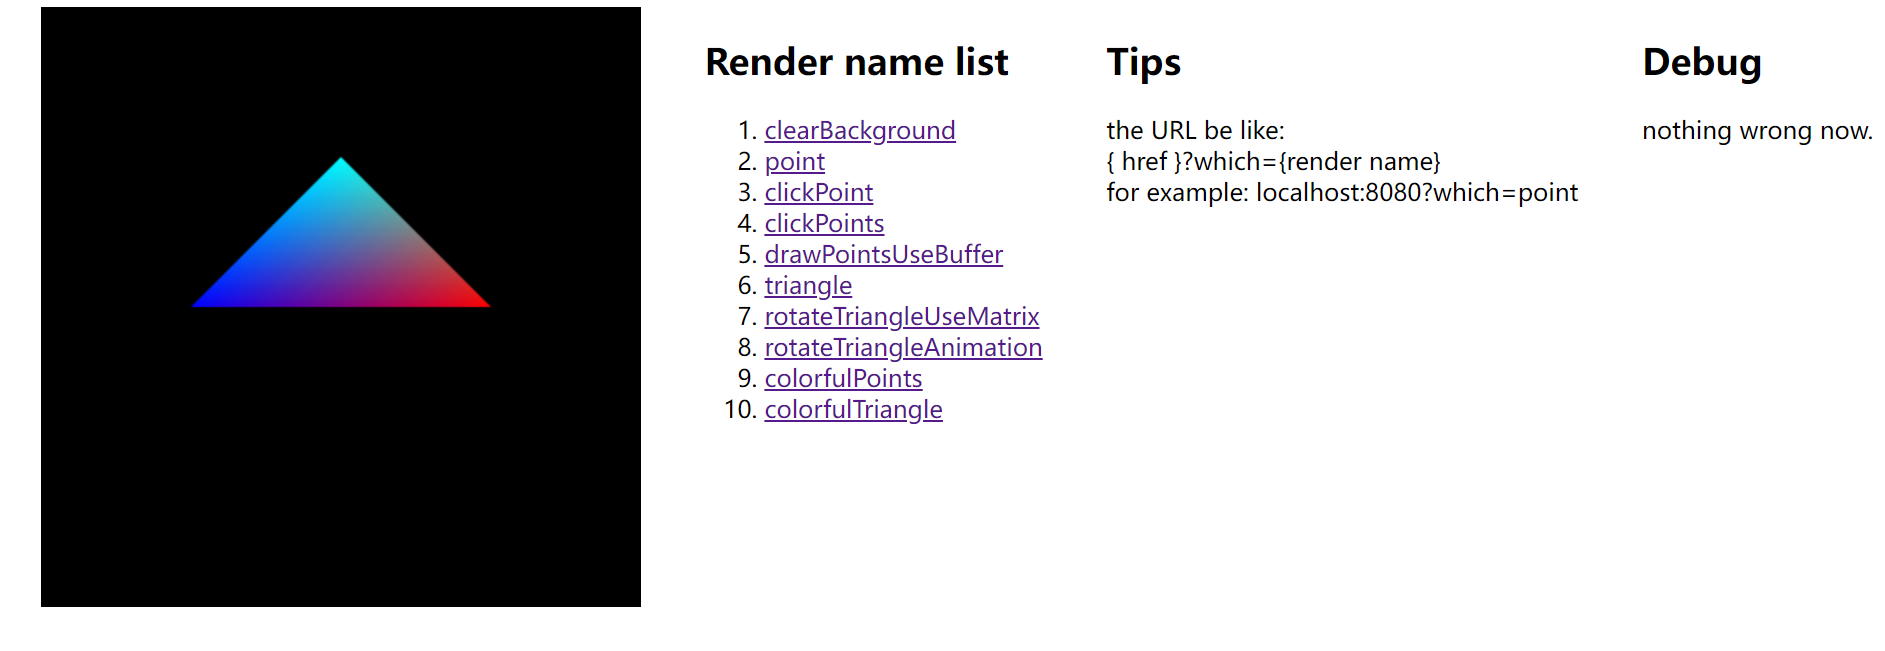 Render name list
1. clearBackground
2. point
3. clickPoint
4. clickPoints
5. drawPointsUseBuffer
6. triangle
7. rotateTriangleUseMatrix
8. rotateTriangleAnimation
9. colorfulPoints
10. colorfulTriangle
Tips
the URL be like:
{ href }?which={render name}
for example: localhost:8080?which=point
Debug
nothing wrong now.